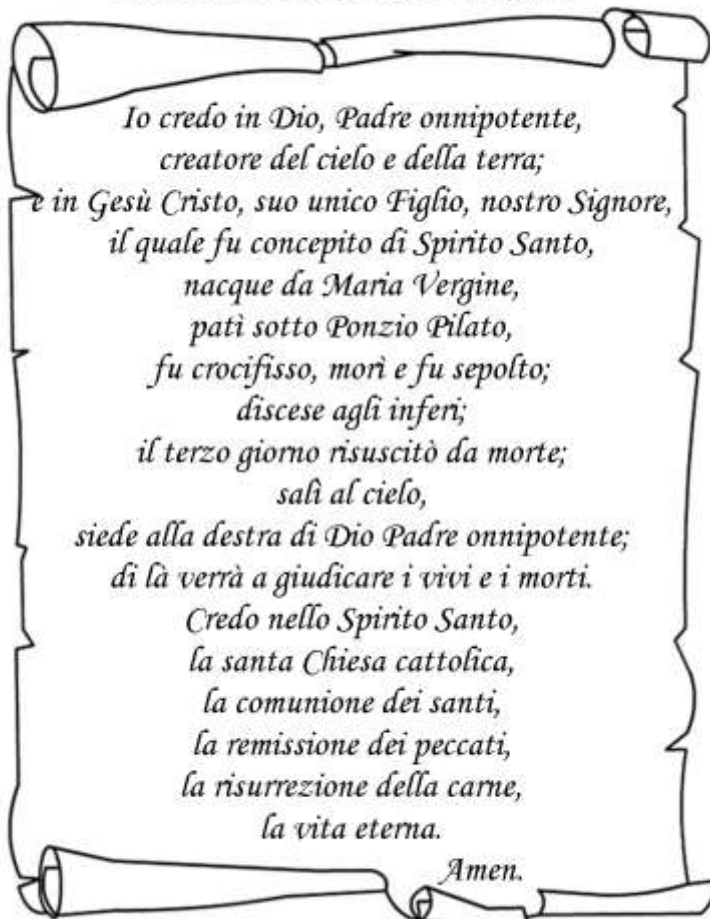 Io credo in Dio, Padre onnipotente,
creatore del cielo e della terra;
e in Gesù Cristo, suo unico Figlio, nostro Signore,
il quale fu concepito di Spirito Santo,
nacque da Maria Vergine,
patì sotto Ponzio Pilato,
fu crocifisso, morì e fu sepolto;
discese agli inferi;
il terzo giorno risuscitò da morte;
salì al cielo,
siede alla destra di Dio Padre onnipotente;
di là verrà a giudicare i vivi e i morti.
Credo nello Spirito Santo,
la santa Chiesa cattolica,
la comunione dei santi,
la remissione dei peccati,
la risurrezione della carne,
la vita eterna.
Amen.